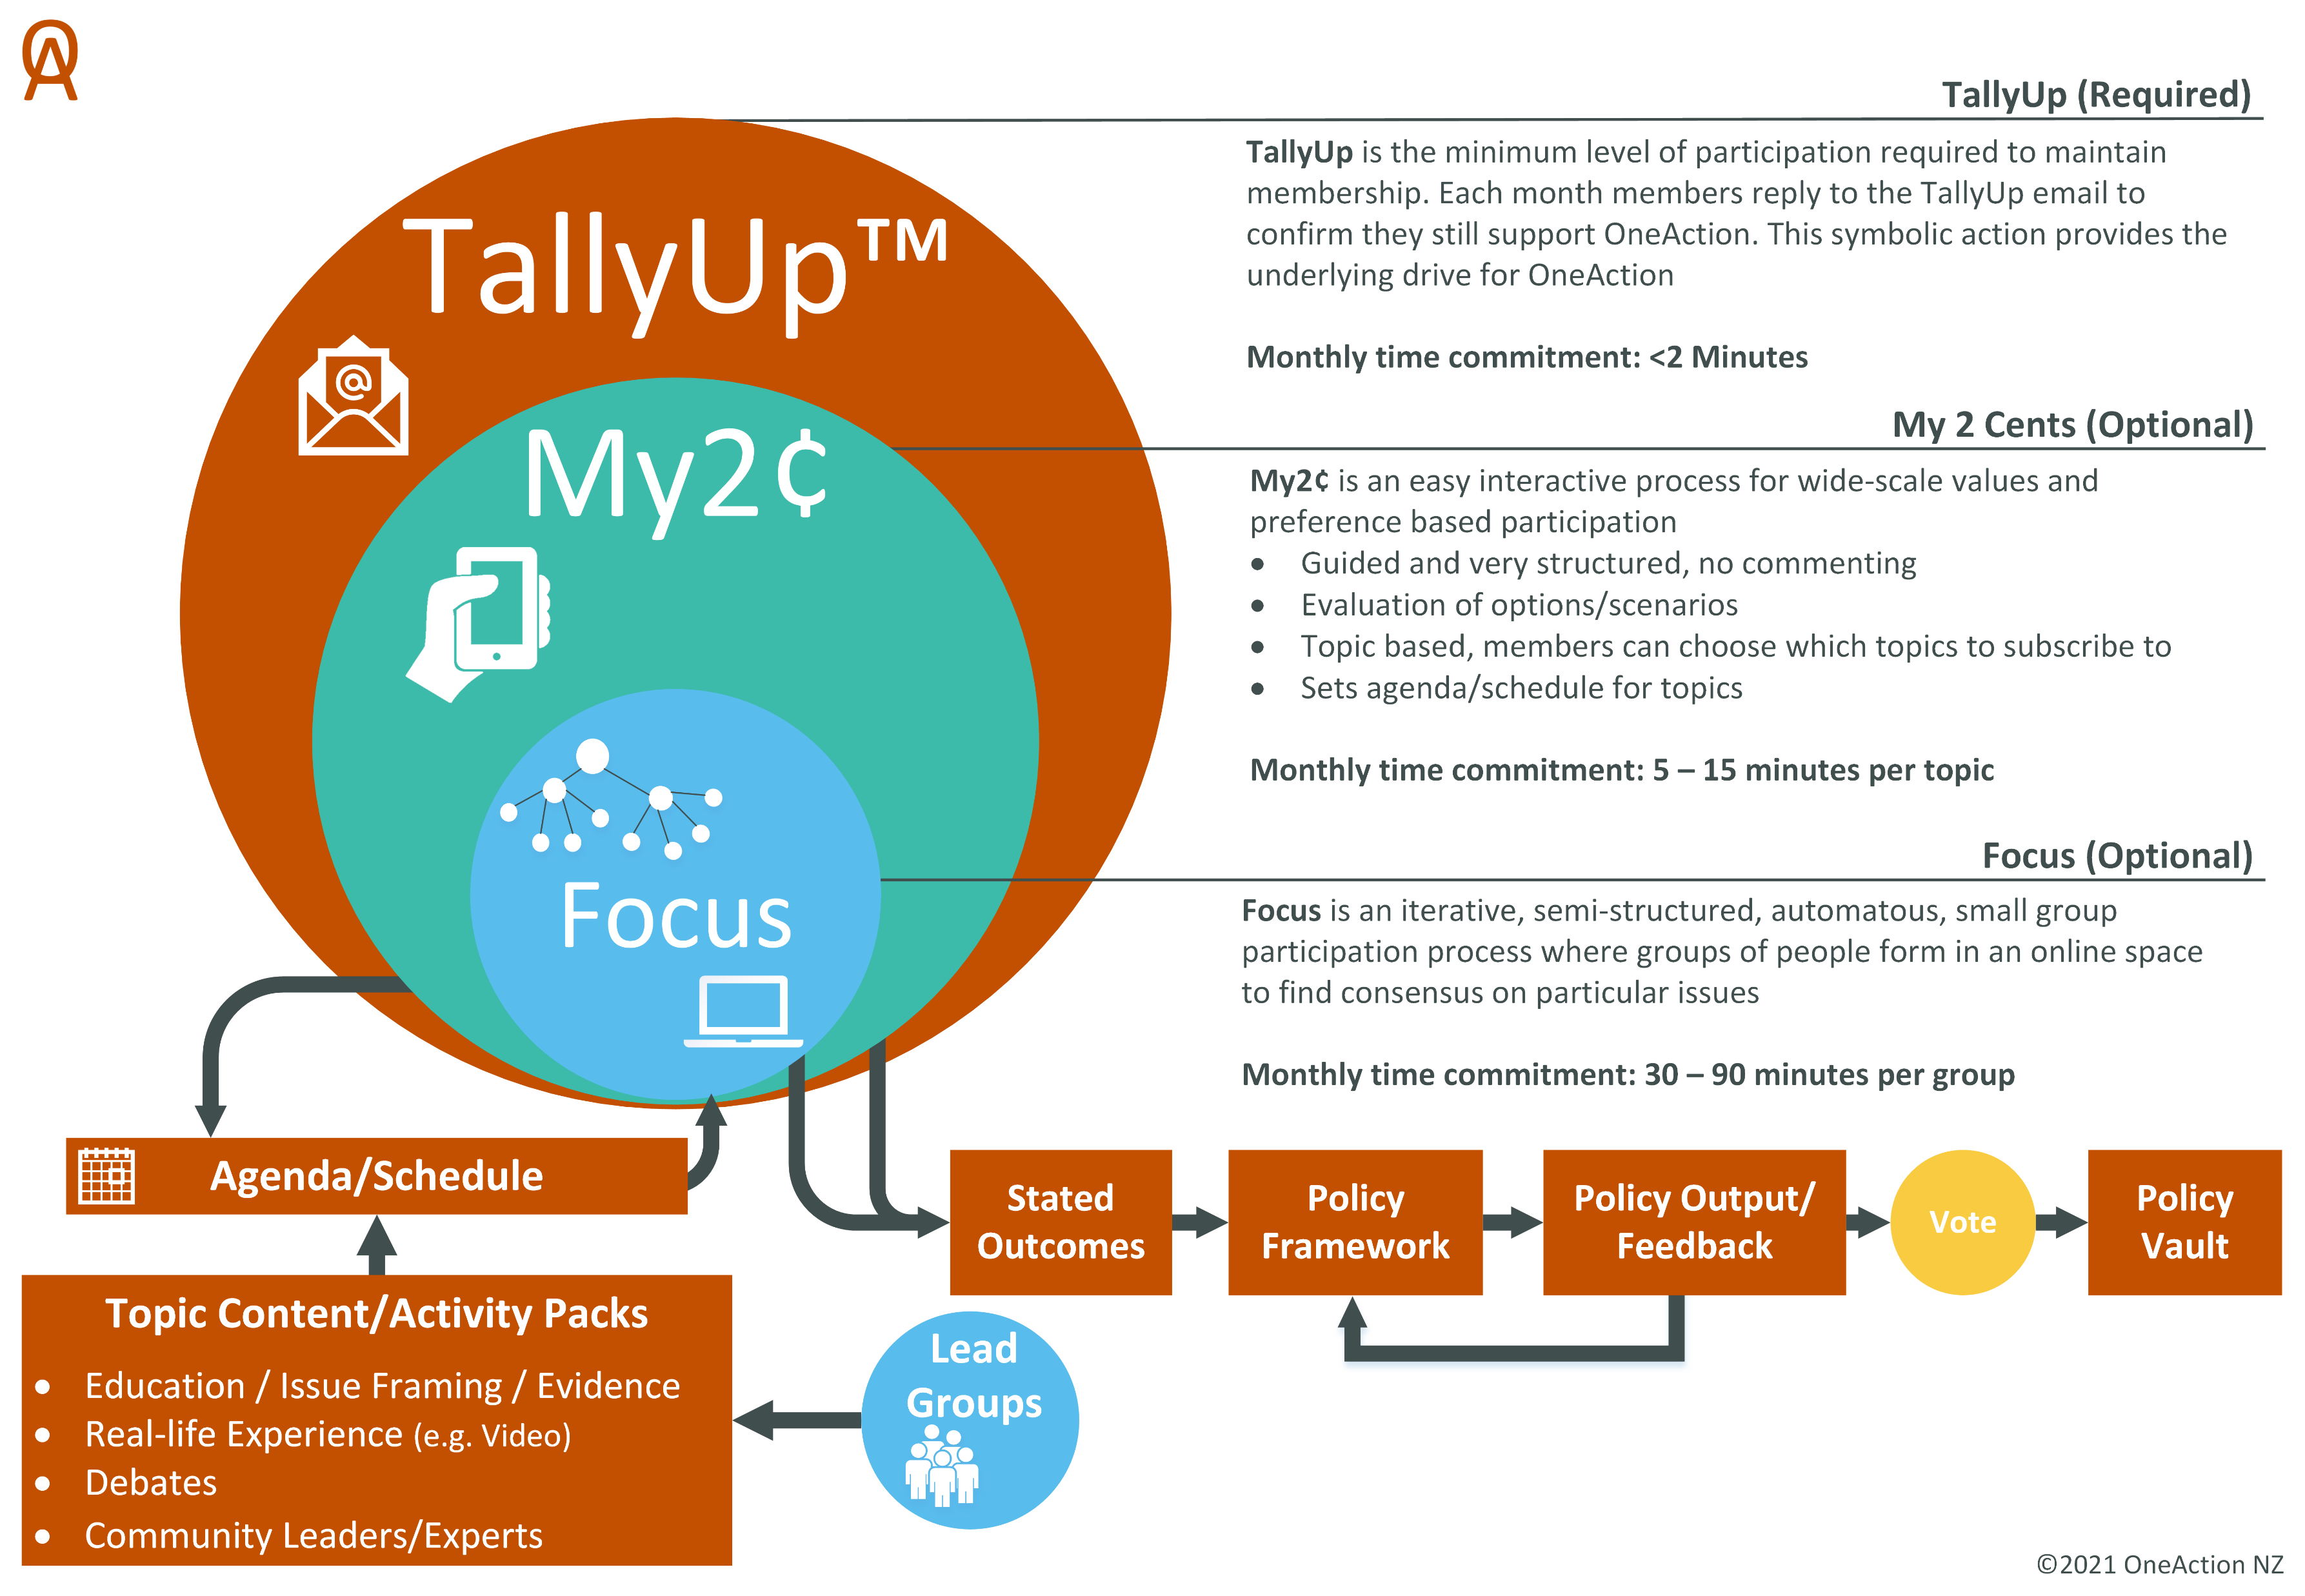 OA
TallyUp (Required)
TallyUp is the minimum level of participation required to maintain
membership. Each month members reply to the TallyUp email to
confirm they still support OneAction. This symbolic action provides the
underlying drive for OneAction
Monthly time commitment: <2 Minutes
TallyUp™
My 2 Cents (Optional)
My2¢ is an easy interactive process for wide-scale values and
preference based participation
• Guided and very structured, no commenting
• Evaluation of options/scenarios
• Topic based, members can choose which topics to subscribe to
• Sets agenda/schedule for topics
Monthly time commitment: 5 – 15 minutes per topic
My2¢
Focus (Optional)
Focus is an iterative, semi-structured, automatous, small group
participation process where groups of people form in an online space
to find consensus on particular issues
Monthly time commitment: 30 – 90 minutes per group
Focus
@
Agenda/Schedule
Stated
Outcomes
Policy
Framework
Policy Output/
Feedback
Vote
Policy
Vault
Topic Content/Activity Packs
• Education / Issue Framing / Evidence
• Real-life Experience (e.g. Video)
• Debates
• Community Leaders/Experts
Lead
Groups
©2021 OneAction NZ